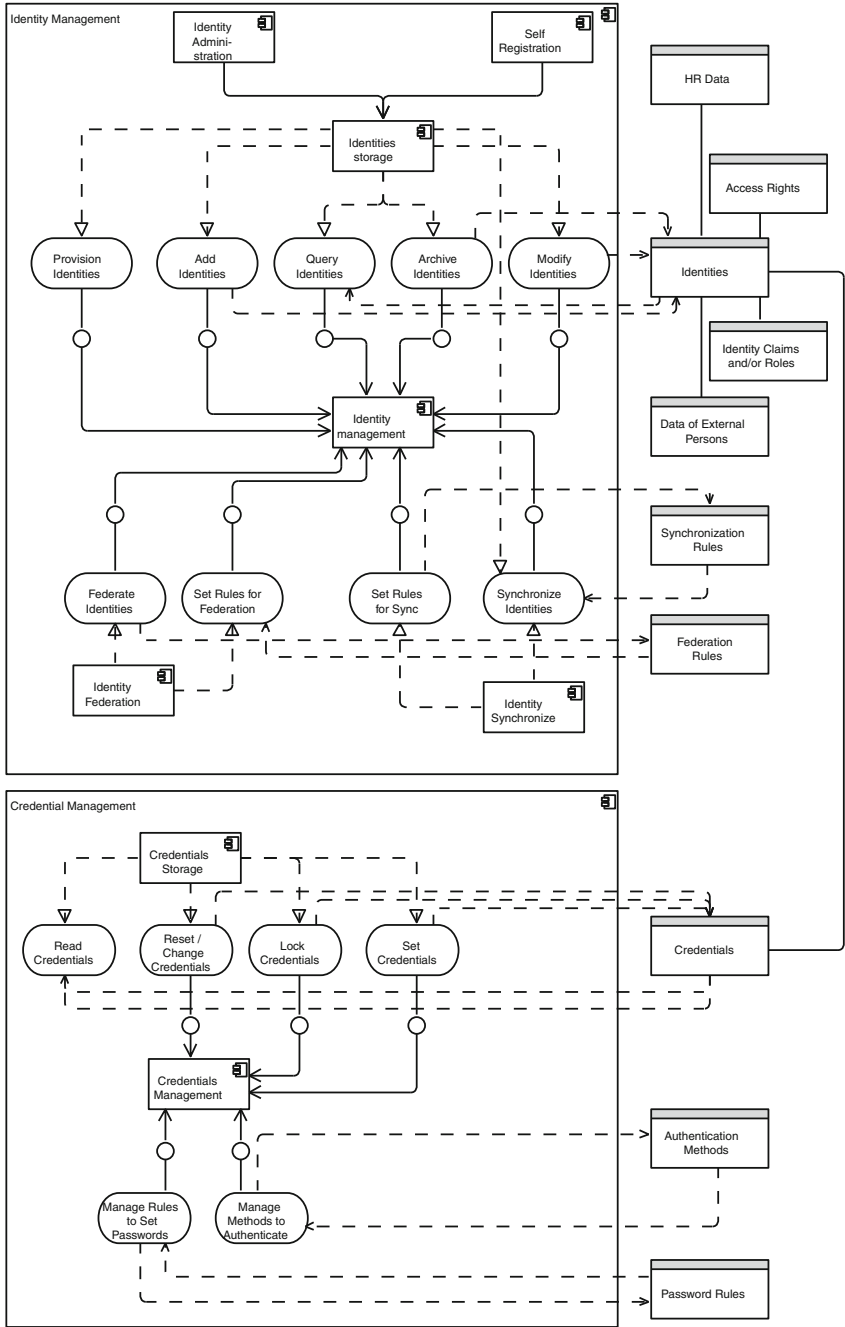 Identity Management
Identity
Admini-
stration
Self
Registration
HR Data
Identities
storage
Access Rights
Provision
Identities
Add
Identities
Query
Identities
Archive
Identities
Modify
Identities
Identities
Identity Claims
and/or Roles
Identity
management
Data of External
Persons
Synchronization
Rules
Federate
Identities
Set Rules for
Federation
Set Rules
for Sync
Synchronize
Identities
Federation
Rules
Identity
Federation
Identity
Synchronize
Credential Management
Credentials
Storage
Read
Credentials
Reset /
Change
Credentials
Lock
Credentials
Set
Credentials
Credentials
Credentials
Management
Authentication
Methods
Manage Rules
to Set
Passwords
Manage
Methods to
Authenticate
Password Rules